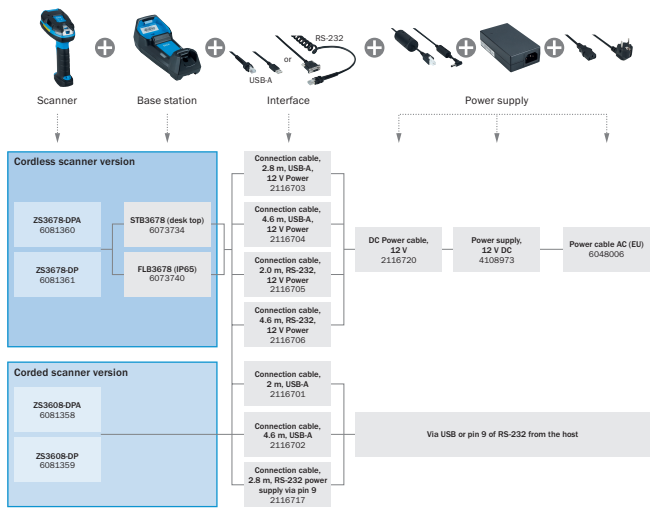 RS-232
or
USB-A
Scanner
Base station
Interface
Power supply
Cordless scanner version
ZS3678-DPA
6081360
ZS3678-DP
6081361
STB3678 (desk top)
6073734
FLB3678 (IP65)
6073740
Connection cable,
2.8 m, USB-A,
12 V Power
2116703
Connection cable,
4.6 m, USB-A,
12 V Power
2116704
Connection cable,
2.0 m, RS-232,
12 V Power
2116705
Connection cable,
4.6 m, RS-232,
12 V Power
2116706
DC Power cable,
12 V
2116720
Power supply,
12 V DC
4108973
Power cable AC (EU)
6048006
Corded scanner version
ZS3608-DPA
6081358
ZS3608-DP
6081359
Connection cable,
2 m, USB-A
2116701
Connection cable,
4.6 m, USB-A
2116702
Connection cable,
2.8 m, RS-232 power
supply via pin 9
2116717
Via USB or pin 9 of RS-232 from the host